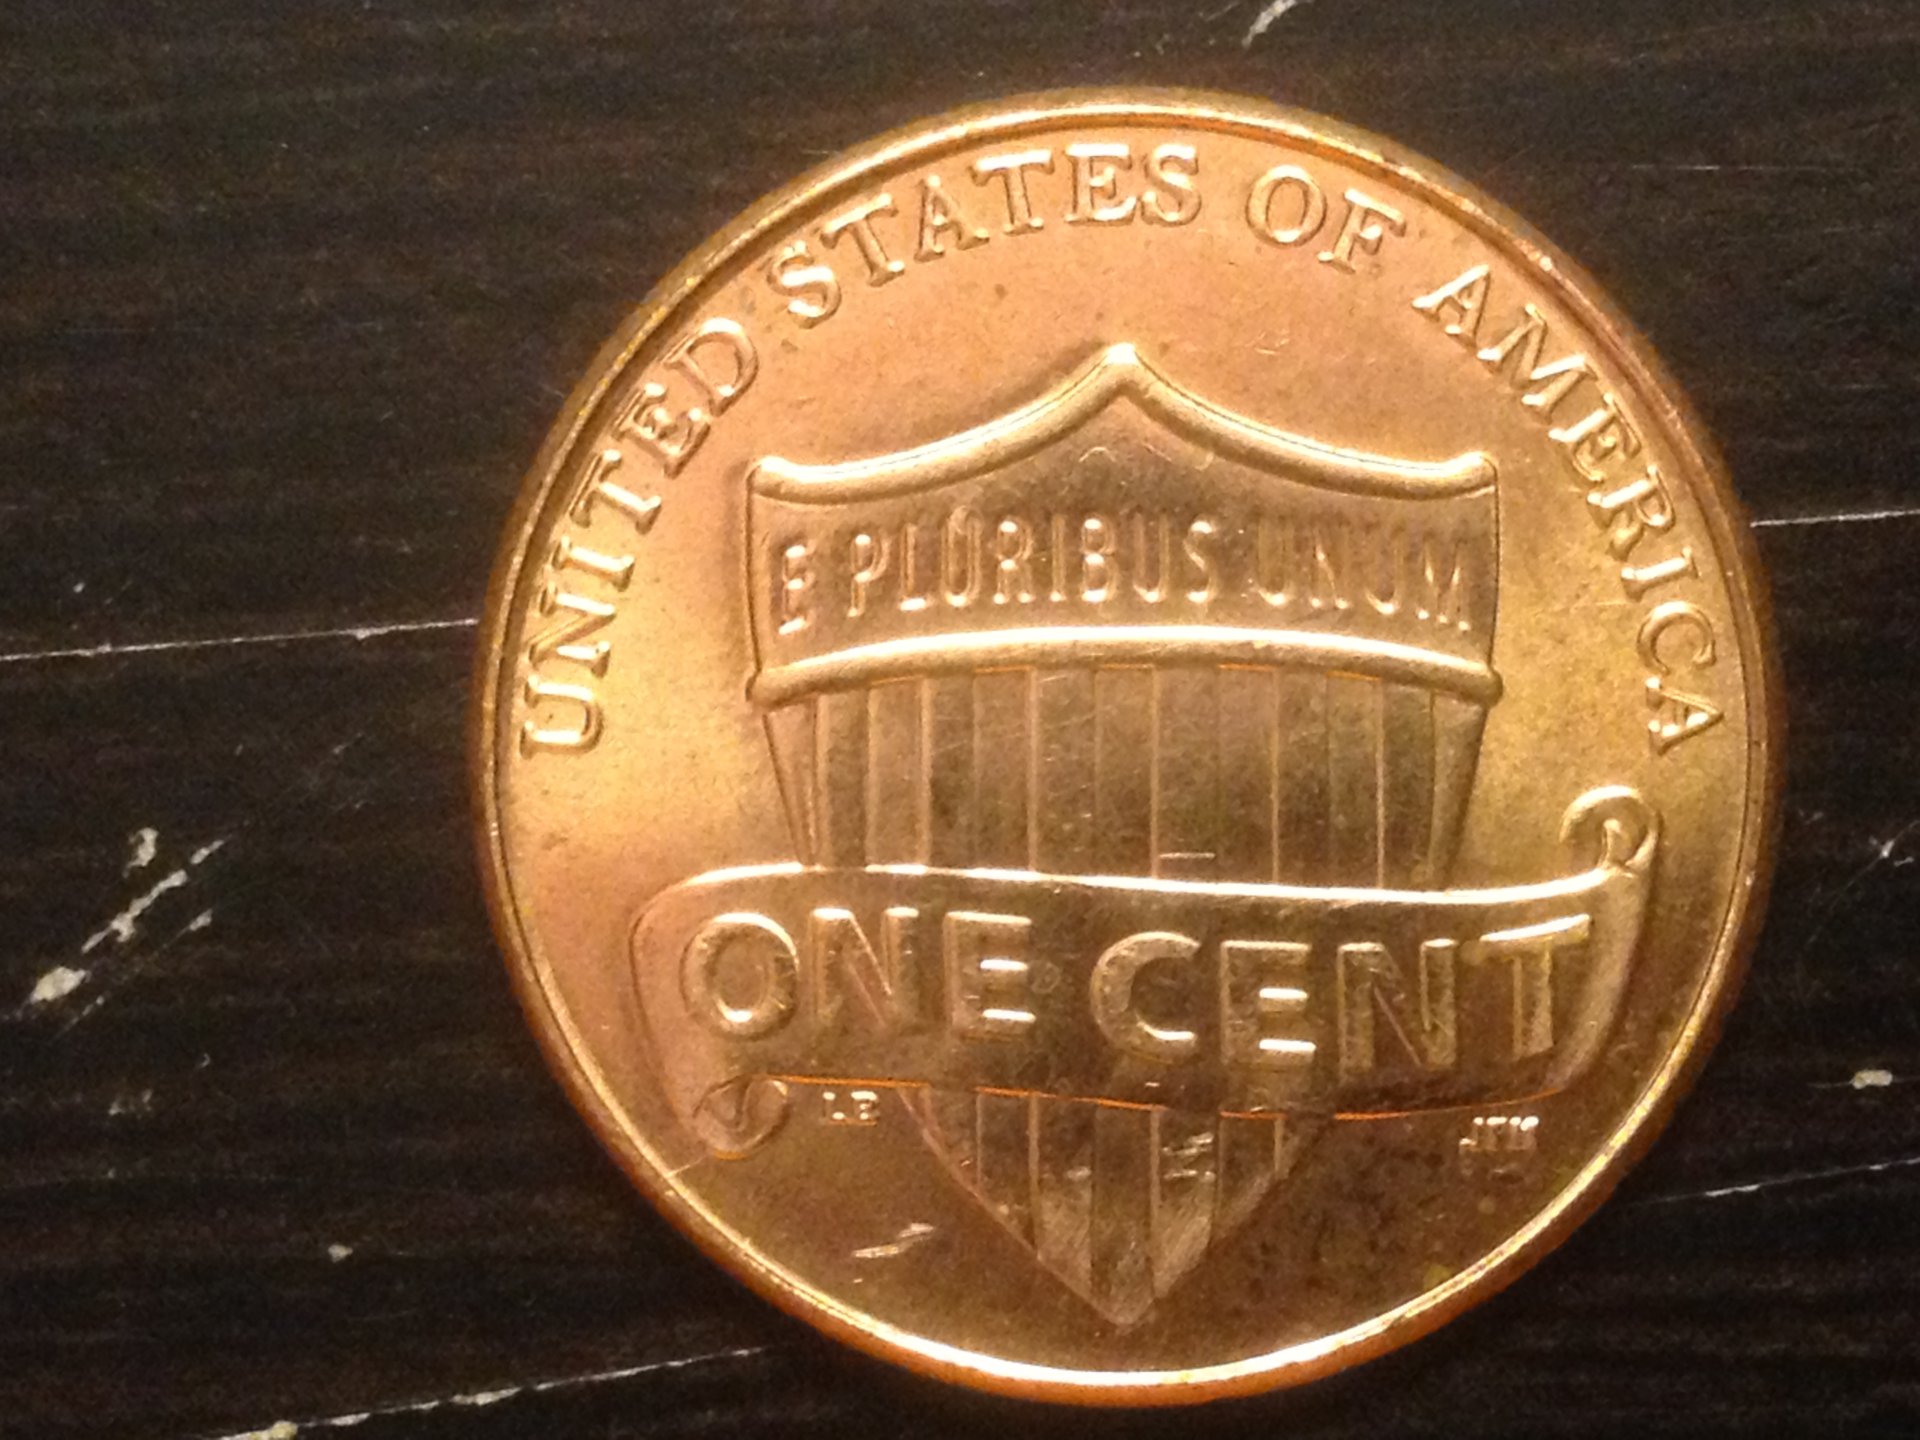 UNITED STATES OF AMERICA
E PLURIBUS UNUM
ONE CENT
LB
JFM